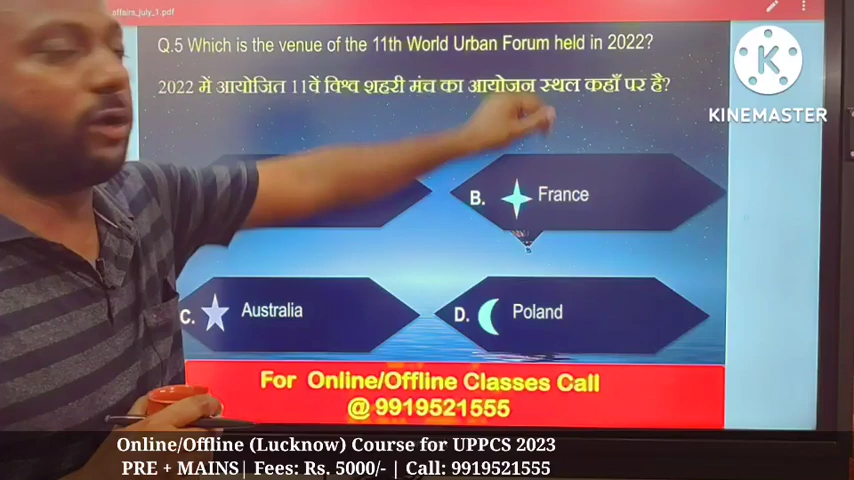 affairs_july_1.pdf
Q.5 Which is the venue of the 11th World Urban Forum held in 2022?
2022 में आयोजित 11वें विश्व शहरी मंच का आयोजन स्थल कहाँ पर है?
KINEMASTER
B. France
C. Australia
D. Poland
For Online/Offline Classes Call
@ 9919521555
Online/Offline (Lucknow) Course for UPPCS 2023
PRE + MAINS| Fees: Rs. 5000/- | Call: 9919521555